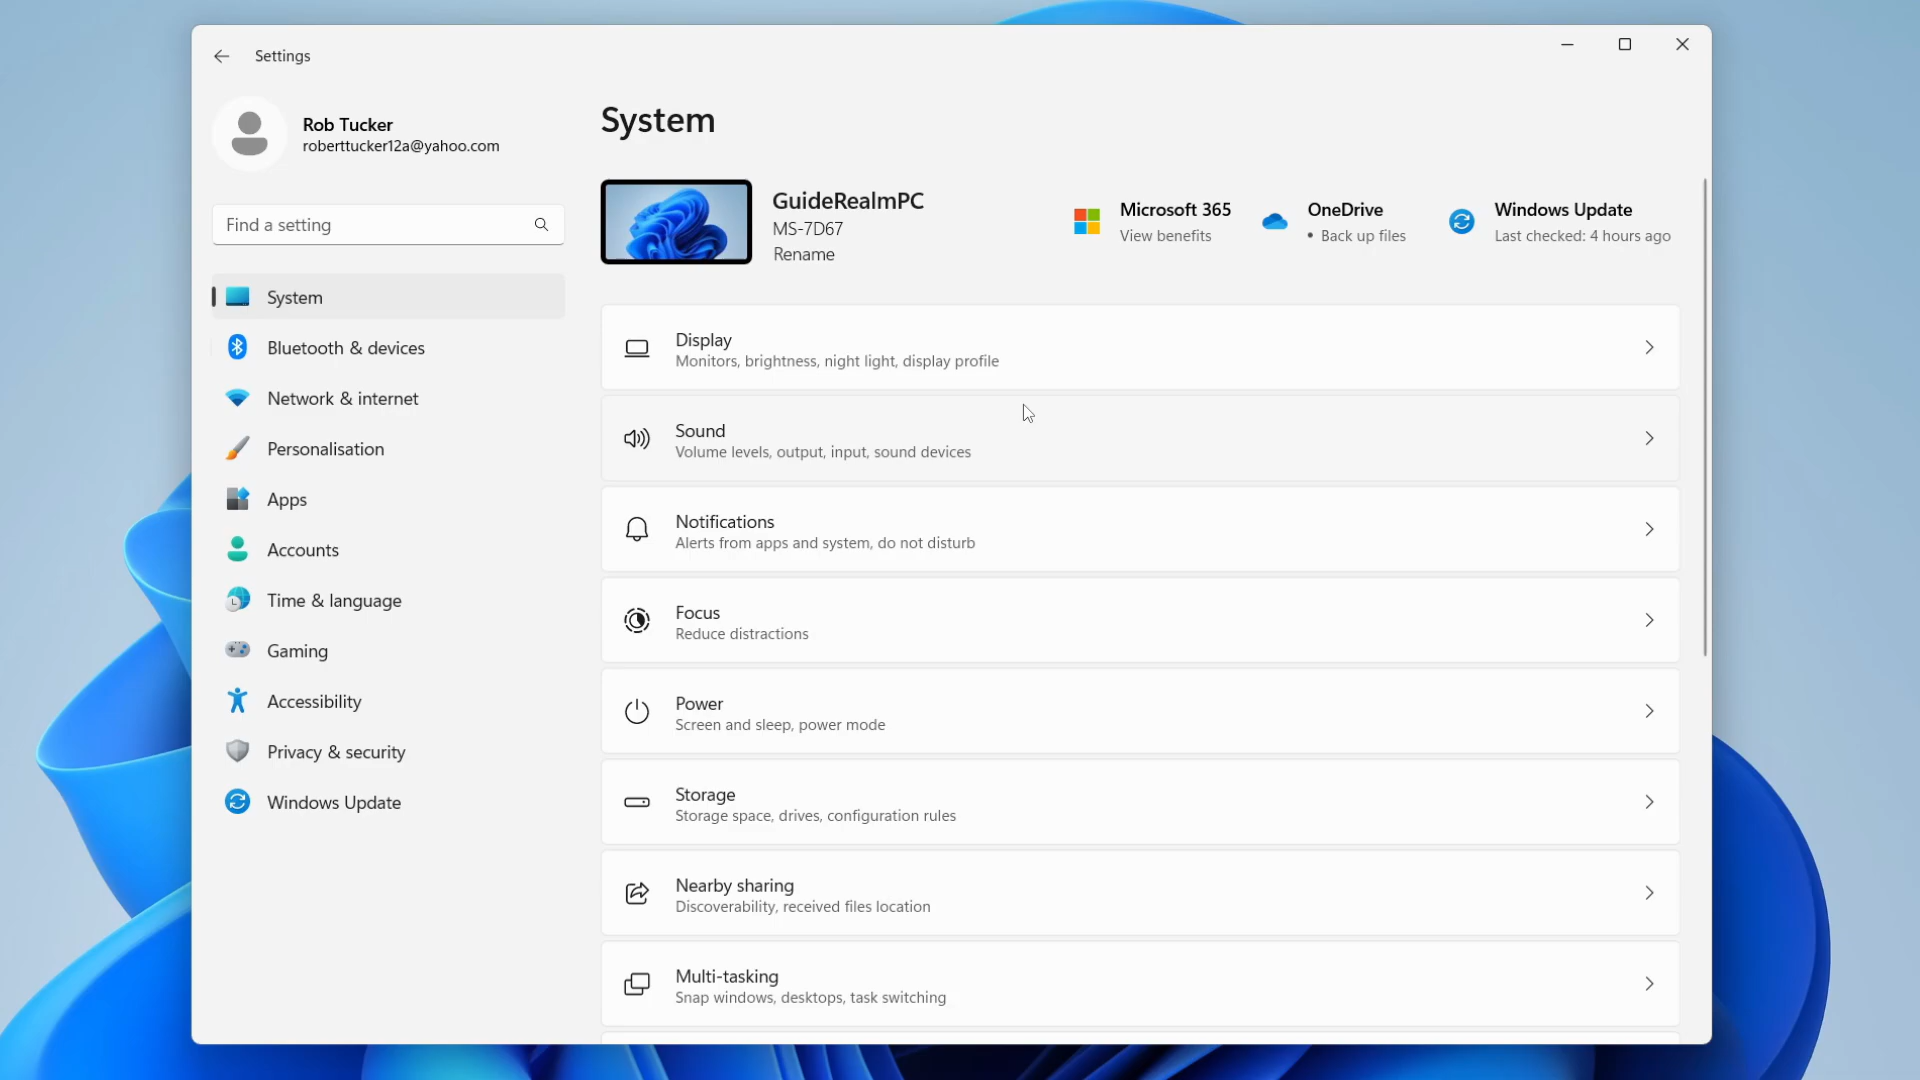 Settings
Rob Tucker
roberttucker12a@yahoo.com
Find a setting
System
Bluetooth & devices
Network & internet
Personalisation
Apps
Accounts
Time & language
Gaming
Accessibility
Privacy & security
Windows Update
System
GuideRealmPC
MS-7D67
Rename
Microsoft 365
View benefits
OneDrive
• Back up files
Windows Update
Last checked: 4 hours ago
Display
Monitors, brightness, night light, display profile
Sound
Volume levels, output, input, sound devices
Notifications
Alerts from apps and system, do not disturb
Focus
Reduce distractions
Power
Screen and sleep, power mode
Storage
Storage space, drives, configuration rules
Nearby sharing
Discoverability, received files location
Multi-tasking
Snap windows, desktops, task switching